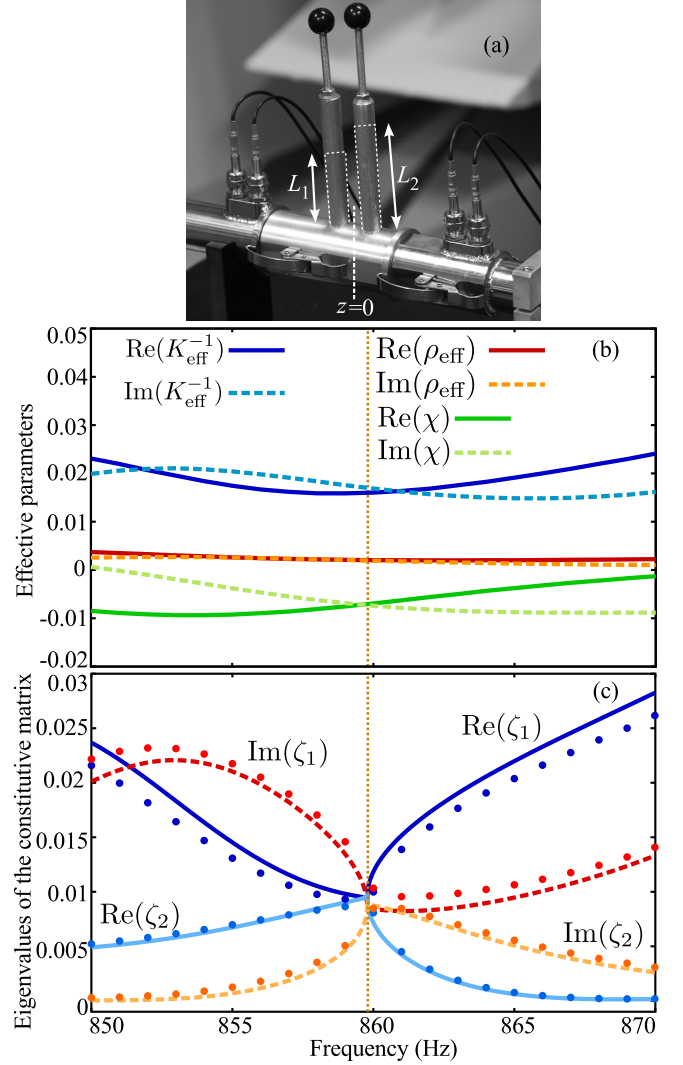 (a)
L₁
L₂
z=0
0.05
0.04
0.03
0.02
0.01
0
-0.01
-0.02
Effective parameters
(b)
Re(K_eff^{-1})
Im(K_eff^{-1})
Re(ρ_eff)
Im(ρ_eff)
Re(χ)
Im(χ)
0.03
0.025
0.02
0.015
0.01
0.005
0
Eigenvalues of the constitutive matrix
(c)
Im(ζ₁)
Re(ζ₁)
Re(ζ₂)
Im(ζ₂)
850 855 860 865 870
Frequency (Hz)